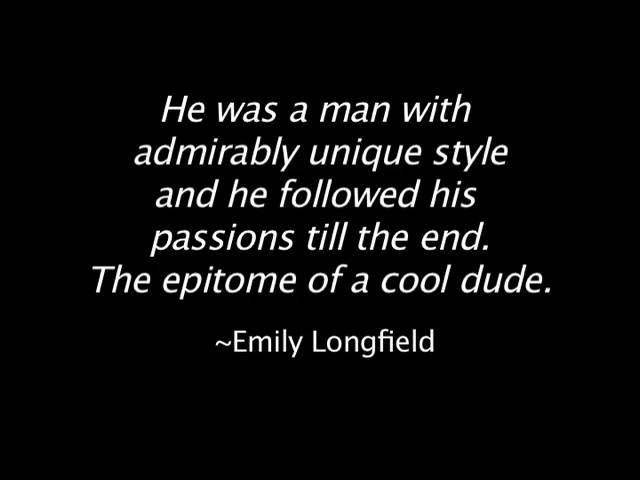 He was a man with
admirably unique style
and he followed his
passions till the end.
The epitome of a cool dude.
~Emily Longfield